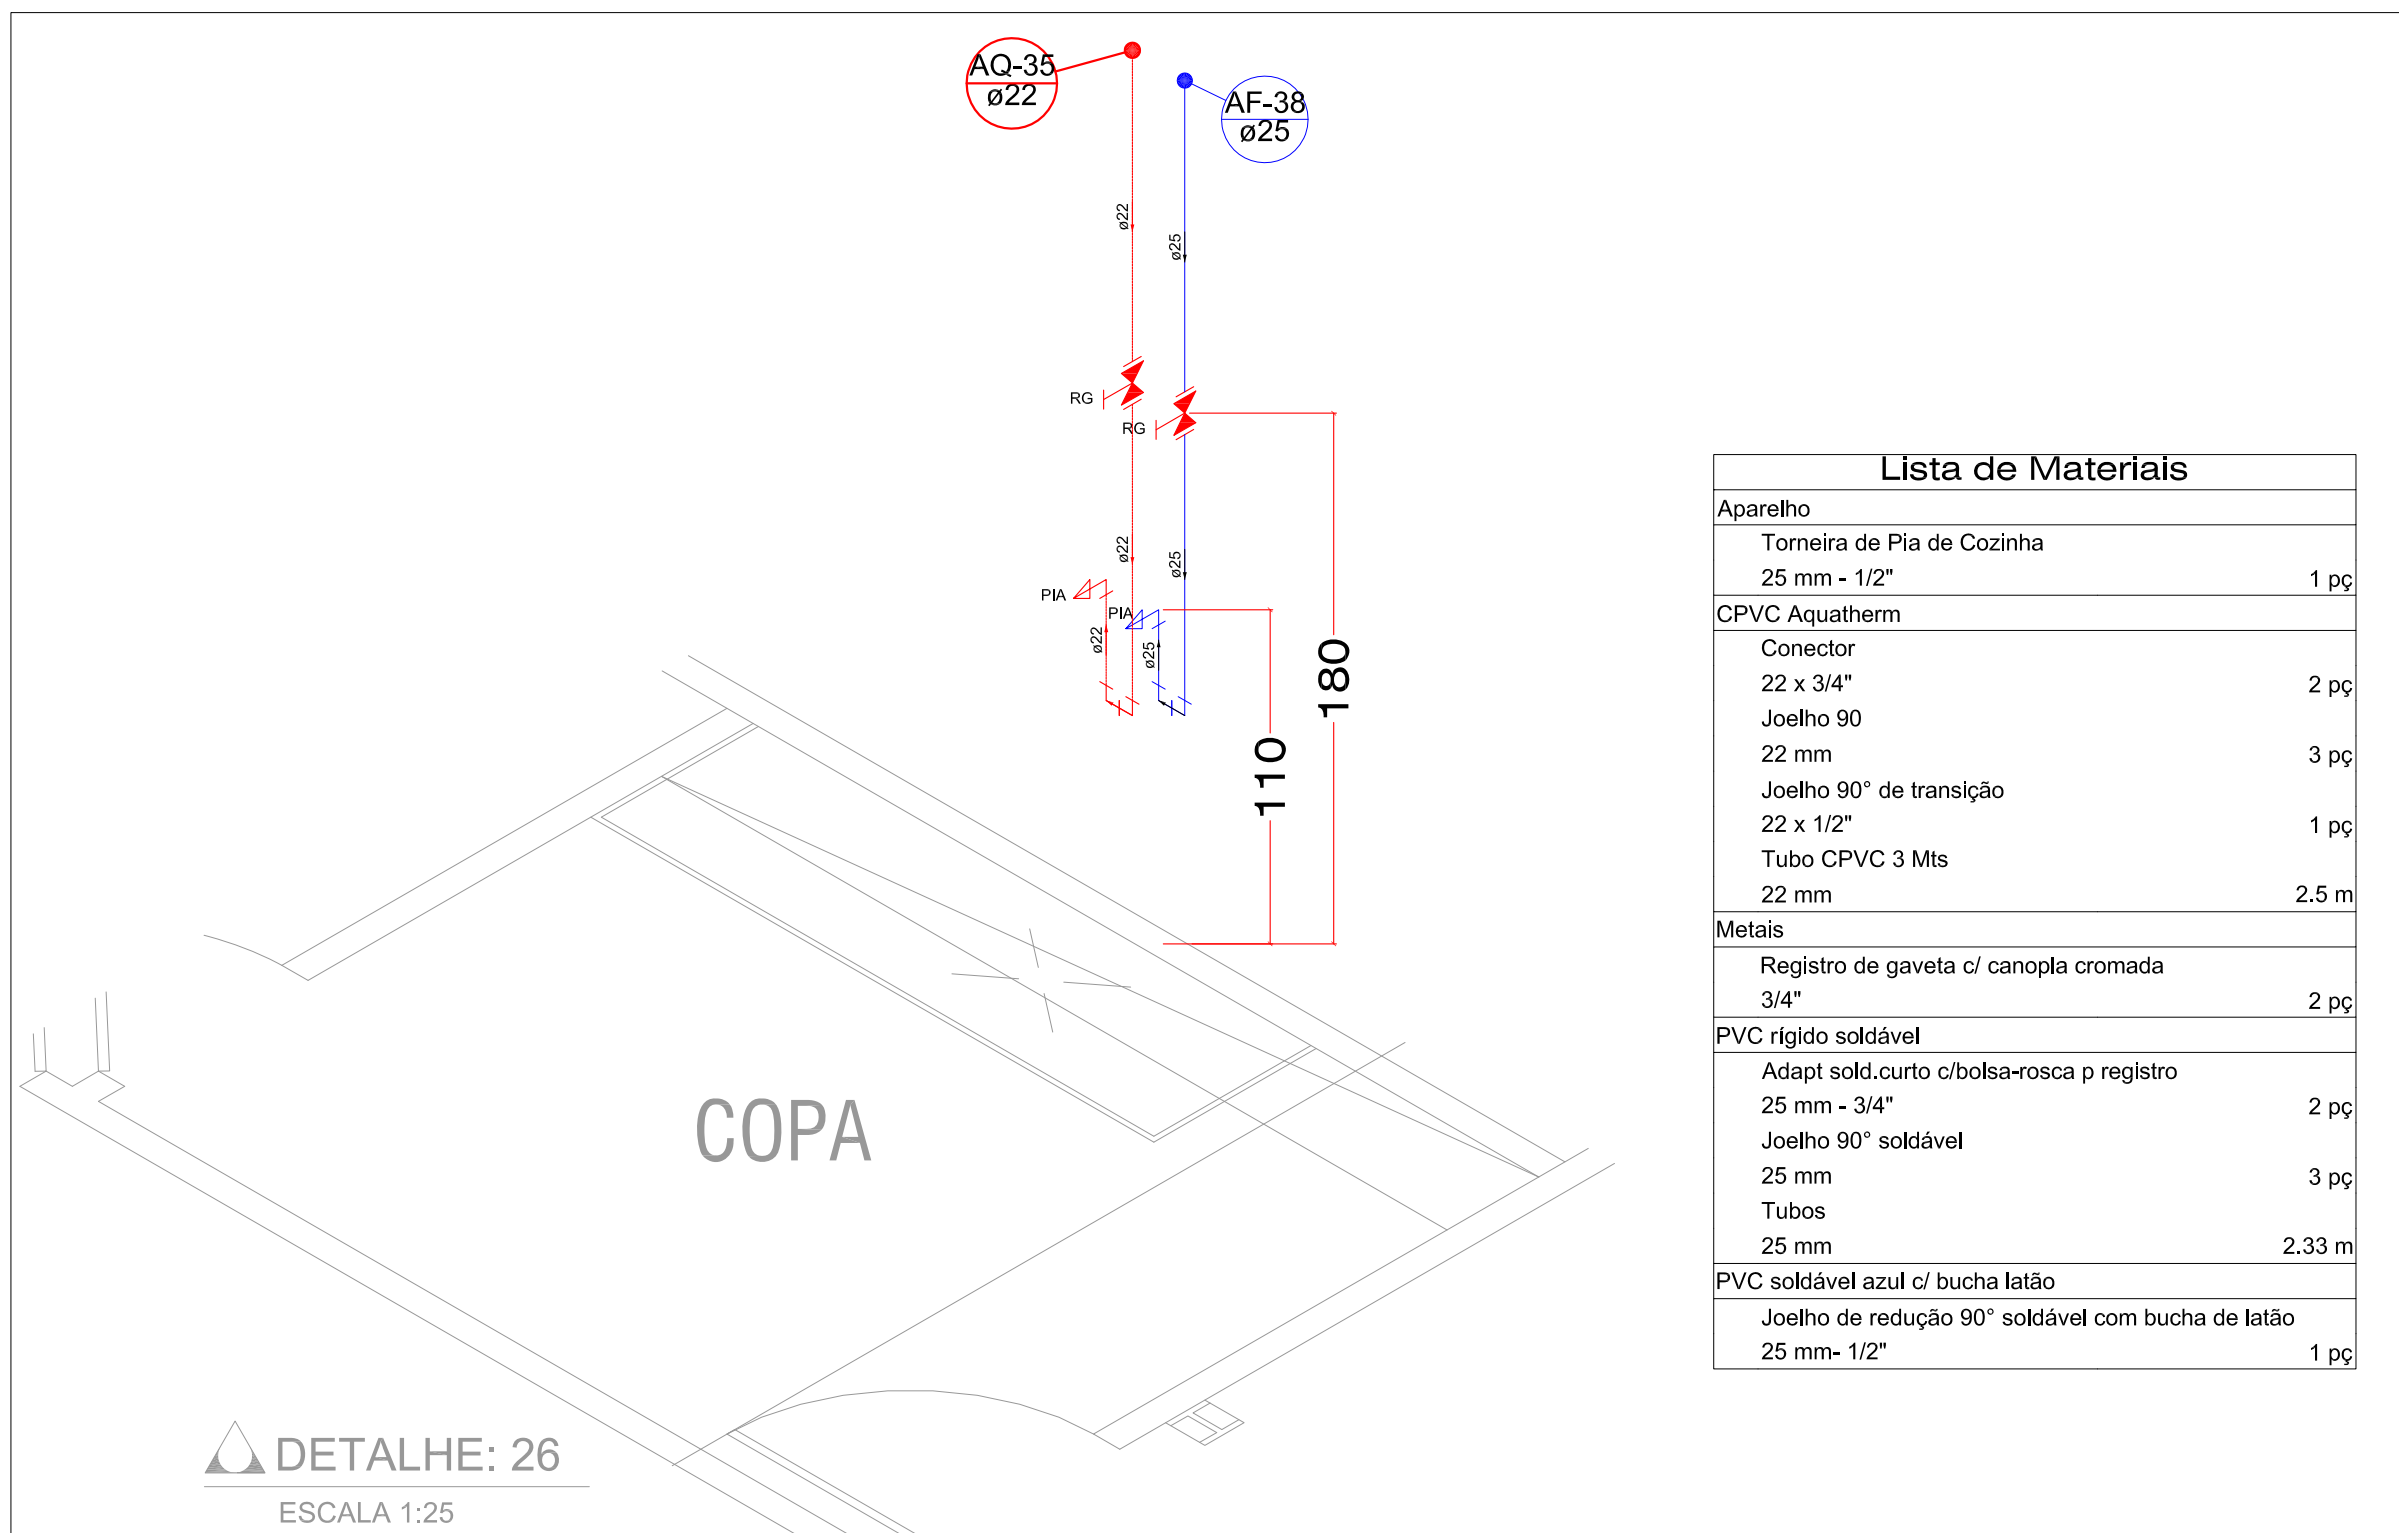 AQ-35
ø22
AF-38
ø25
ø22
ø25
RG
RG
ø22
ø25
PIA
PIA
ø22
ø25
180
110
COPA
DETALHE: 26
ESCALA 1:25
Lista de Materiais
Aparelho
Torneira de Pia de Cozinha
25 mm - 1/2" 1 pç
CPVC Aquatherm
Conector
22 x 3/4" 2 pç
Joelho 90
22 mm 3 pç
Joelho 90° de transição
22 x 1/2" 1 pç
Tubo CPVC 3 Mts
22 mm 2.5 m
Metais
Registro de gaveta c/ canopla cromada
3/4" 2 pç
PVC rígido soldável
Adapt sold.curto c/bolsa-rosca p registro
25 mm - 3/4" 2 pç
Joelho 90° soldável
25 mm 3 pç
Tubos
25 mm 2.33 m
PVC soldável azul c/ bucha latão
Joelho de redução 90° soldável com bucha de latão
25 mm- 1/2" 1 pç